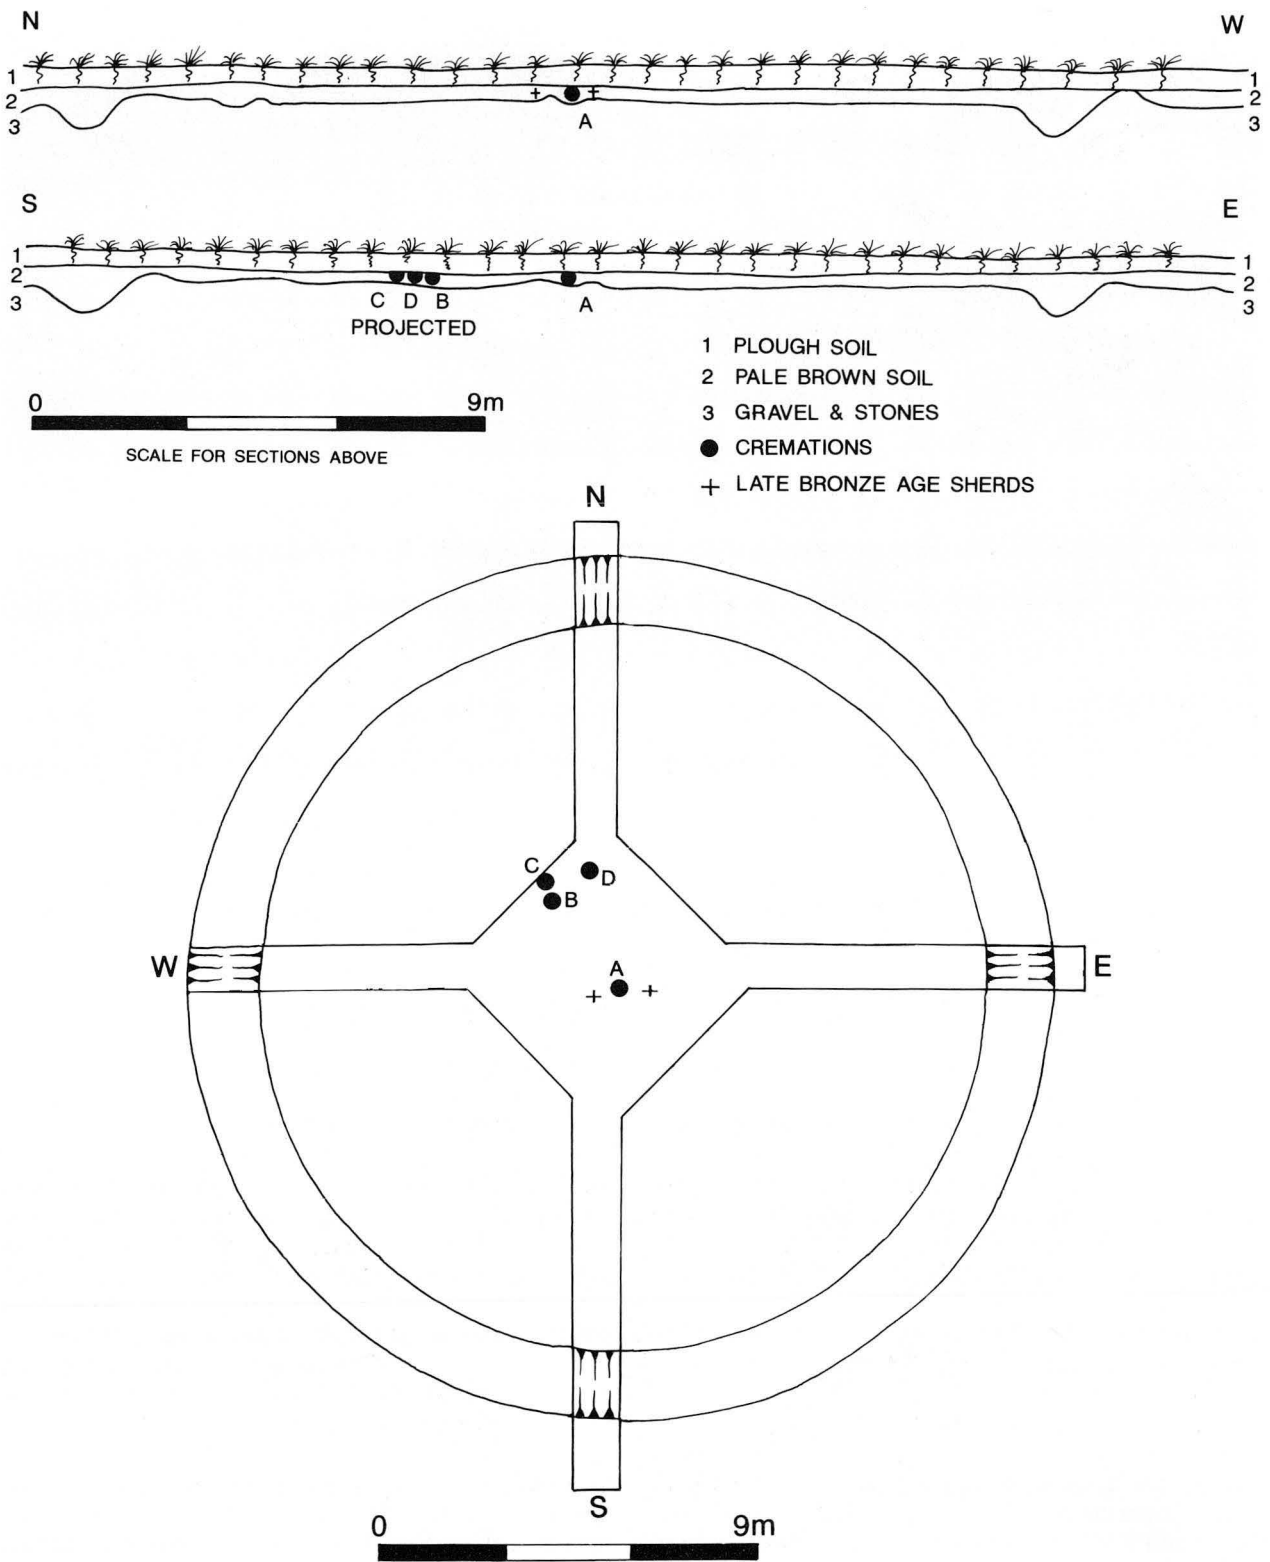 N W
1 1
2 2
3 A 3
S E
1 1
2 2
3 C D B A 3
PROJECTED
1 PLOUGH SOIL
2 PALE BROWN SOIL
0 9m
3 GRAVEL & STONES
SCALE FOR SECTIONS ABOVE
CREMATIONS
LATE BRONZE AGE SHERDS
N
C D
B
W A E
S
0 9m